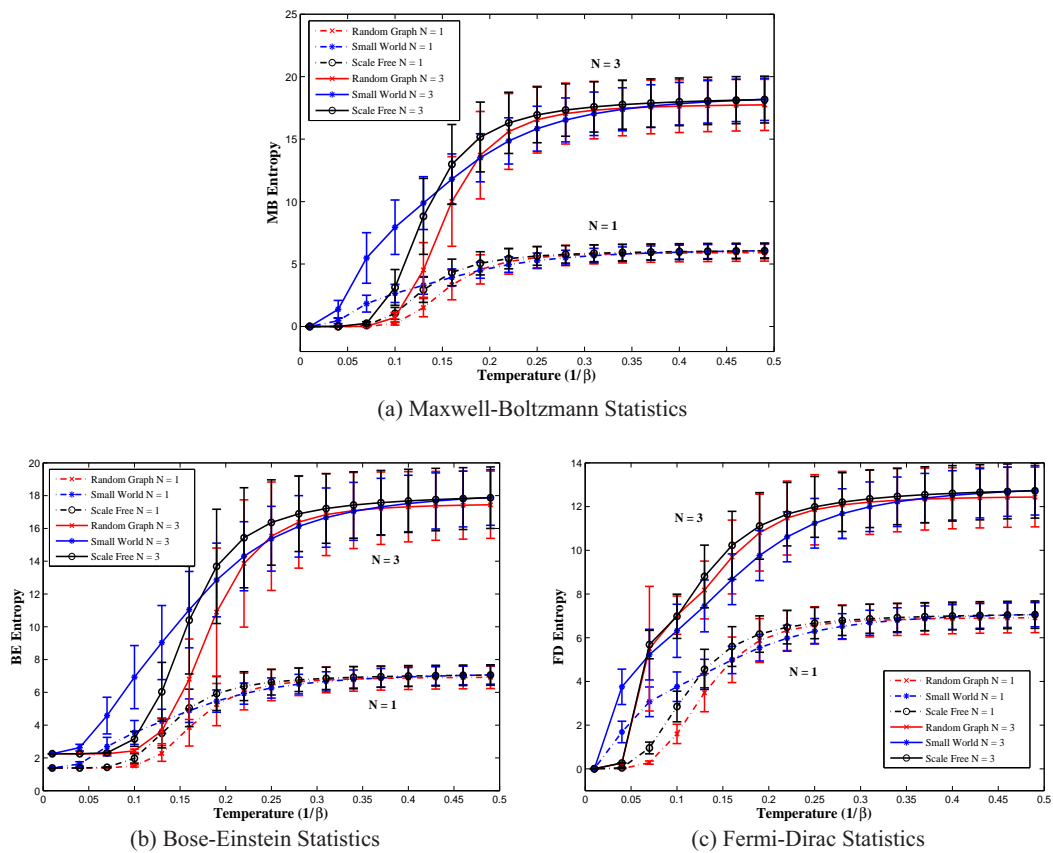 20
15
10
5
0
MB Entropy
Random Graph N = 1
Small World N = 1
Scale Free N = 1
Random Graph N = 3
Small World N = 3
Scale Free N = 3
N = 3
N = 1
0 0.05 0.1 0.15 0.2 0.25 0.3 0.35 0.4 0.45 0.5
Temperature (1/β)
(a) Maxwell-Boltzmann Statistics
20
18
16
14
12
10
8
6
4
2
0
BE Entropy
Random Graph N = 1
Small World N = 1
Scale Free N = 1
Random Graph N = 3
Small World N = 3
Scale Free N = 3
N = 3
N = 1
0 0.05 0.1 0.15 0.2 0.25 0.3 0.35 0.4 0.45 0.5
Temperature (1/β)
(b) Bose-Einstein Statistics
14
12
10
8
6
4
2
0
FD Entropy
N = 3
N = 1
Random Graph N = 1
Small World N = 1
Scale Free N = 1
Random Graph N = 3
Small World N = 3
Scale Free N = 3
0 0.05 0.1 0.15 0.2 0.25 0.3 0.35 0.4 0.45 0.5
Temperature (1/β)
(c) Fermi-Dirac Statistics